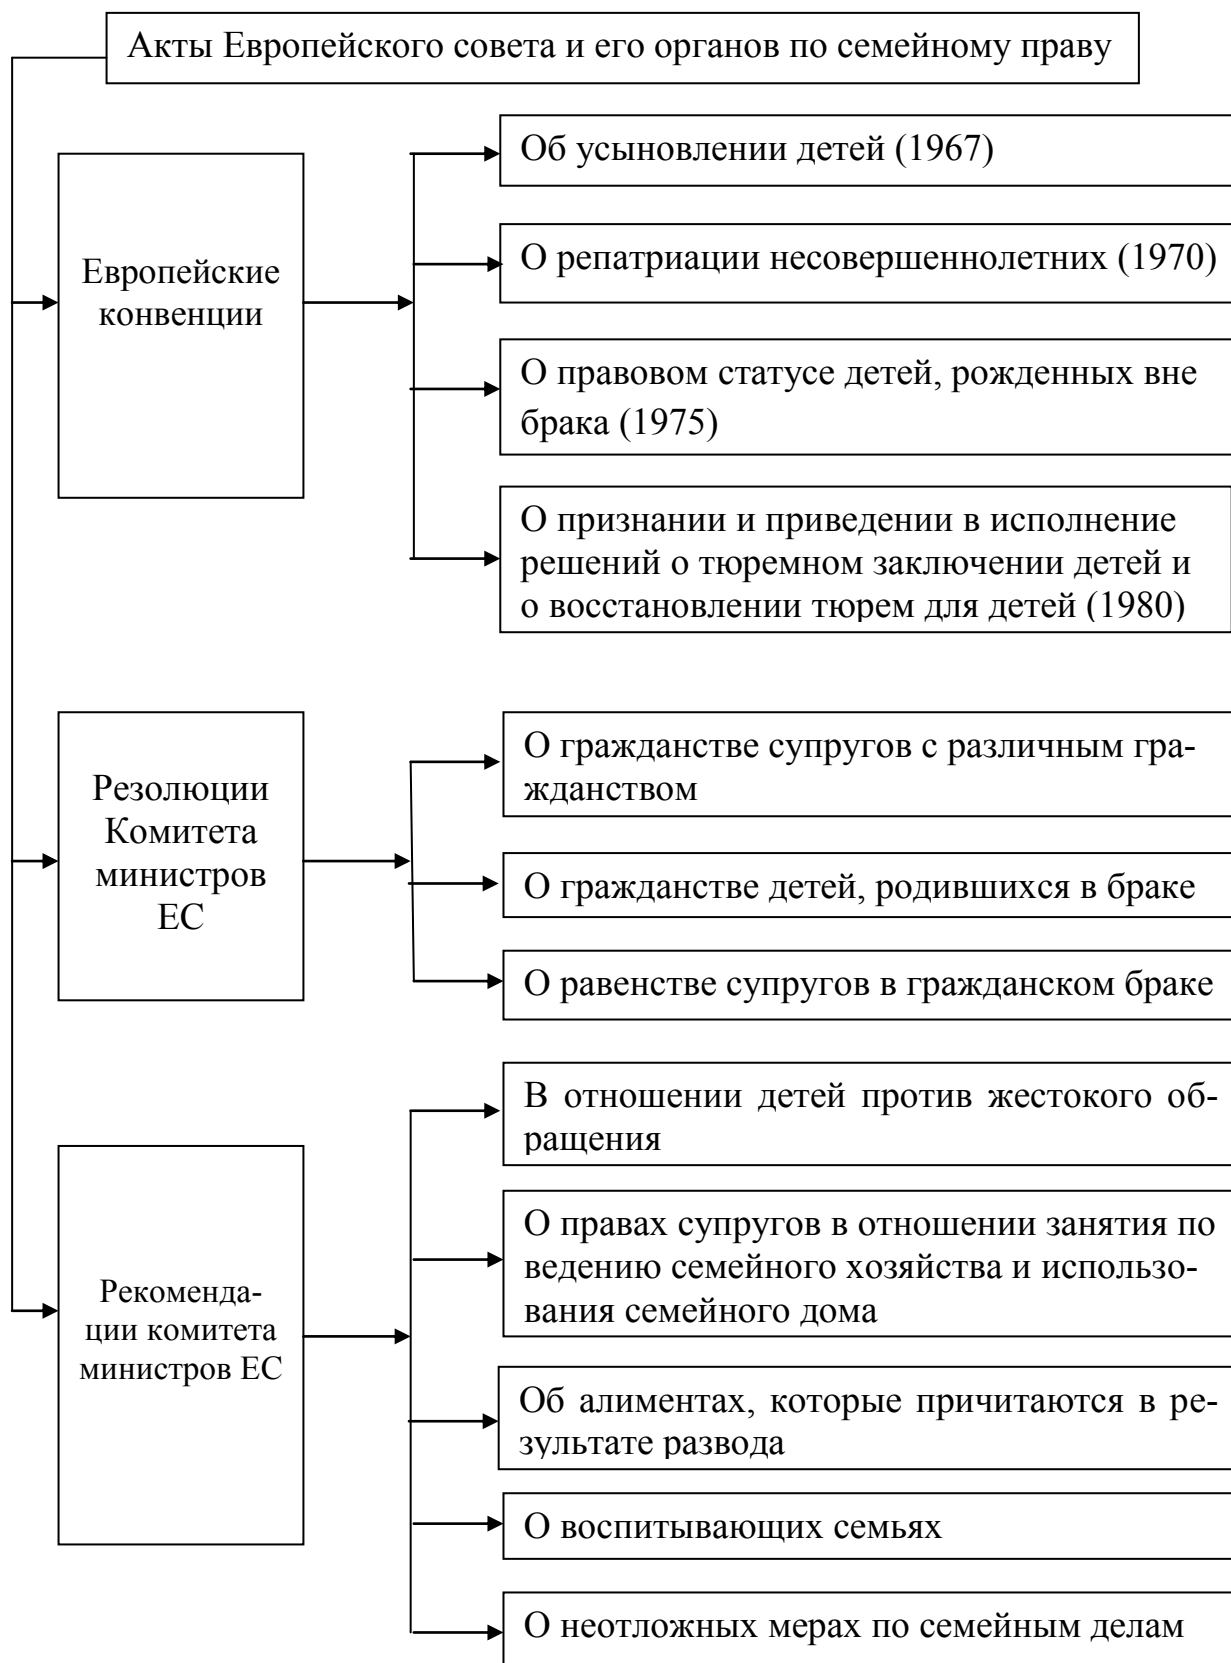 Акты Европейского совета и его органов по семейному праву
Европейские
конвенции
Об усыновлении детей (1967)
О репатриации несовершеннолетних (1970)
О правовом статусе детей, рожденных вне
брака (1975)
О признании и приведении в исполнение
решений о тюремном заключении детей и
о восстановлении тюрем для детей (1980)
Резолюции
Комитета
министров
ЕС
О гражданстве супругов с различным гра-
жданством
О гражданстве детей, родившихся в браке
О равенстве супругов в гражданском браке
Рекоменда-
ции комитета
министров ЕС
В отношении детей против жестокого об-
ращения
О правах супругов в отношении занятия по
ведению семейного хозяйства и использо-
вания семейного дома
Об алиментах, которые причитаются в ре-
зультате развода
О воспитывающих семьях
О неотложных мерах по семейным делам